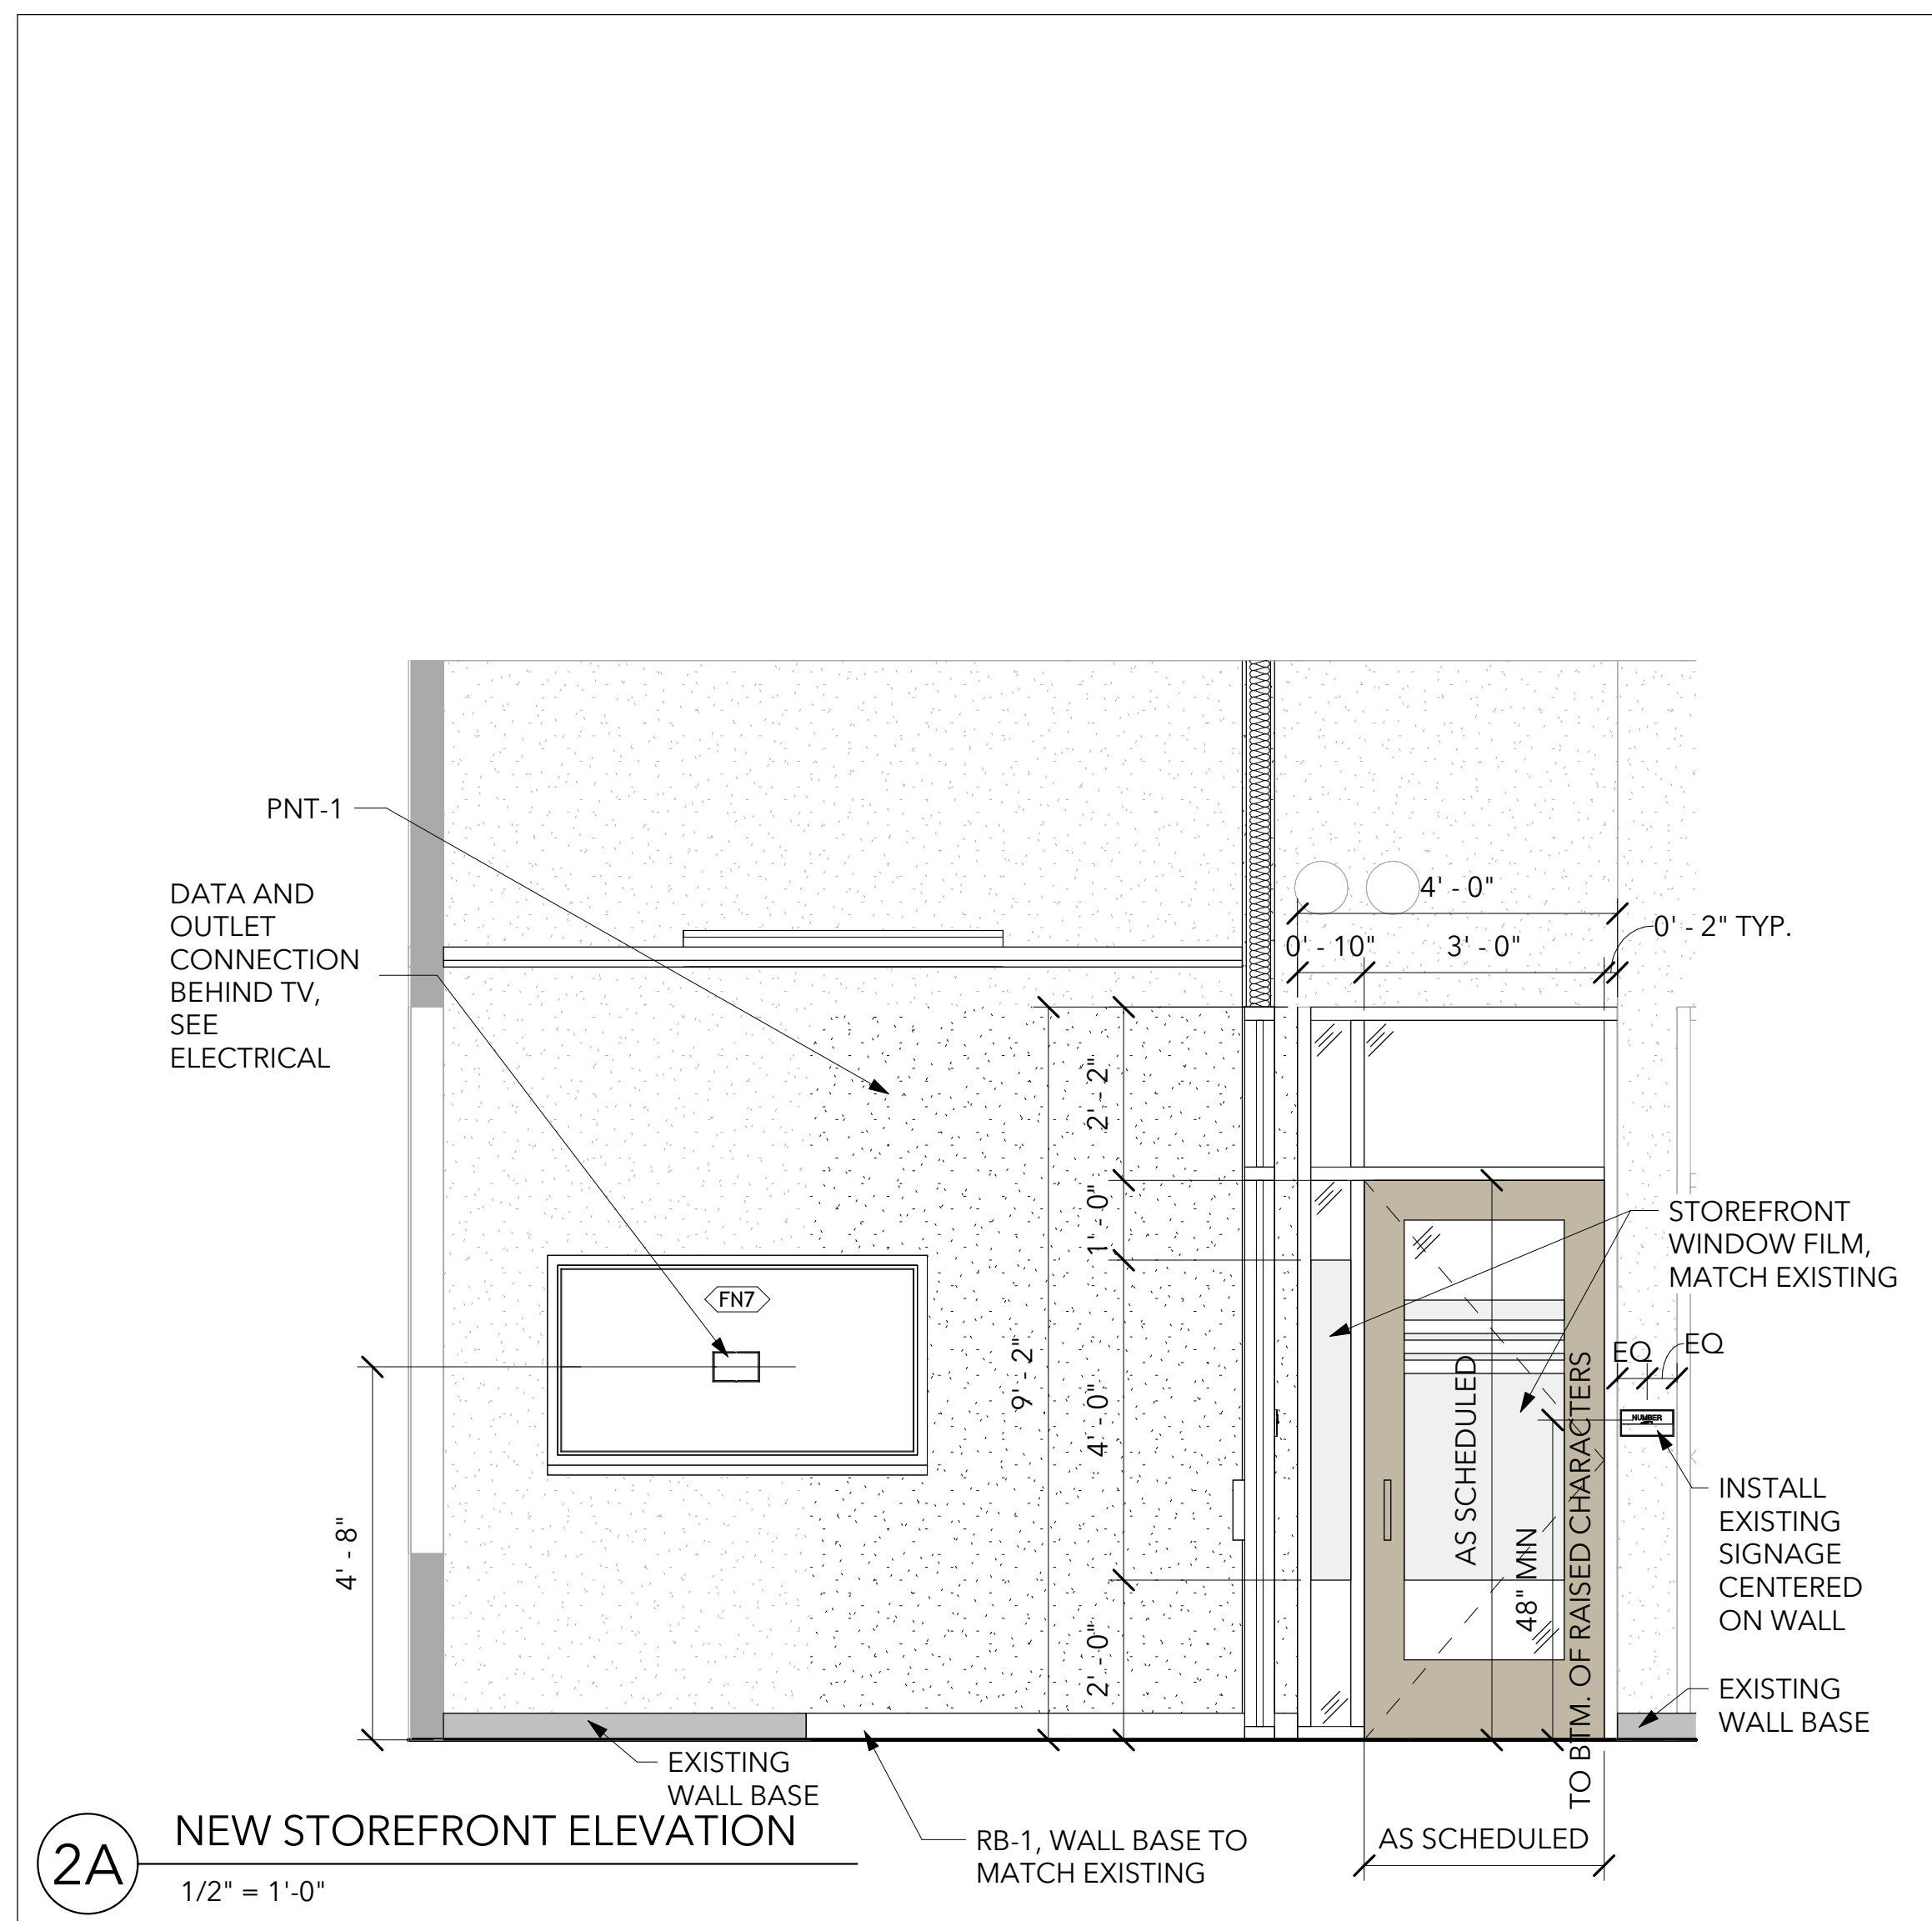 PNT-1
DATA AND
OUTLET
CONNECTION
BEHIND TV,
SEE
ELECTRICAL
4' - 0"
0' - 10"
3' - 0"
0' - 2" TYP.
2' - 2"
1' - 0"
9' - 2"
4' - 0"
2' - 0"
4' - 8"
FN7
STOREFRONT
WINDOW FILM,
MATCH EXISTING
EQ
EQ
NUMBER
AS SCHEDULED
48" MIN
TO BTM. OF RAISED CHARACTERS
INSTALL
EXISTING
SIGNAGE
CENTERED
ON WALL
EXISTING
WALL BASE
EXISTING
WALL BASE
RB-1, WALL BASE TO
MATCH EXISTING
AS SCHEDULED
2A
NEW STOREFRONT ELEVATION
1/2" = 1'-0"